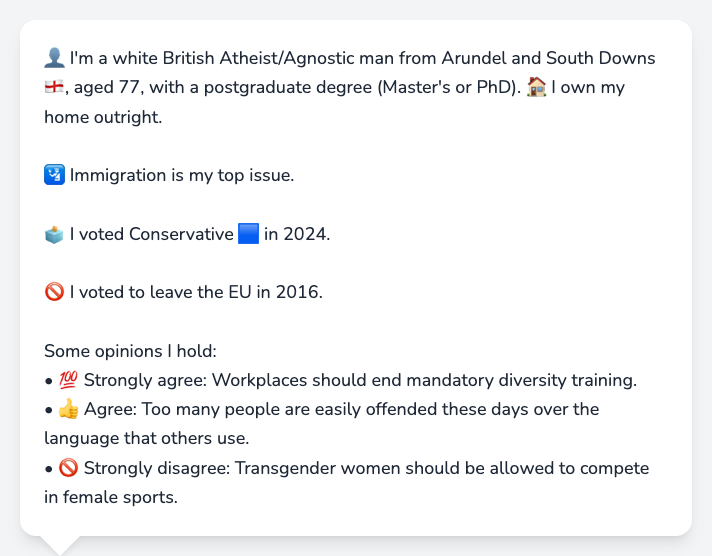 👤 I'm a white British Atheist/Agnostic man from Arundel and South Downs
🏴󠁧󠁢󠁥󠁮󠁧󠁿, aged 77, with a postgraduate degree (Master's or PhD). 🏠 I own my
home outright.
🛂 Immigration is my top issue.
🗳️ I voted Conservative 🟦 in 2024.
🚫 I voted to leave the EU in 2016.
Some opinions I hold:
• 💯 Strongly agree: Workplaces should end mandatory diversity training.
• 👍 Agree: Too many people are easily offended these days over the
language that others use.
• 🚫 Strongly disagree: Transgender women should be allowed to compete
in female sports.